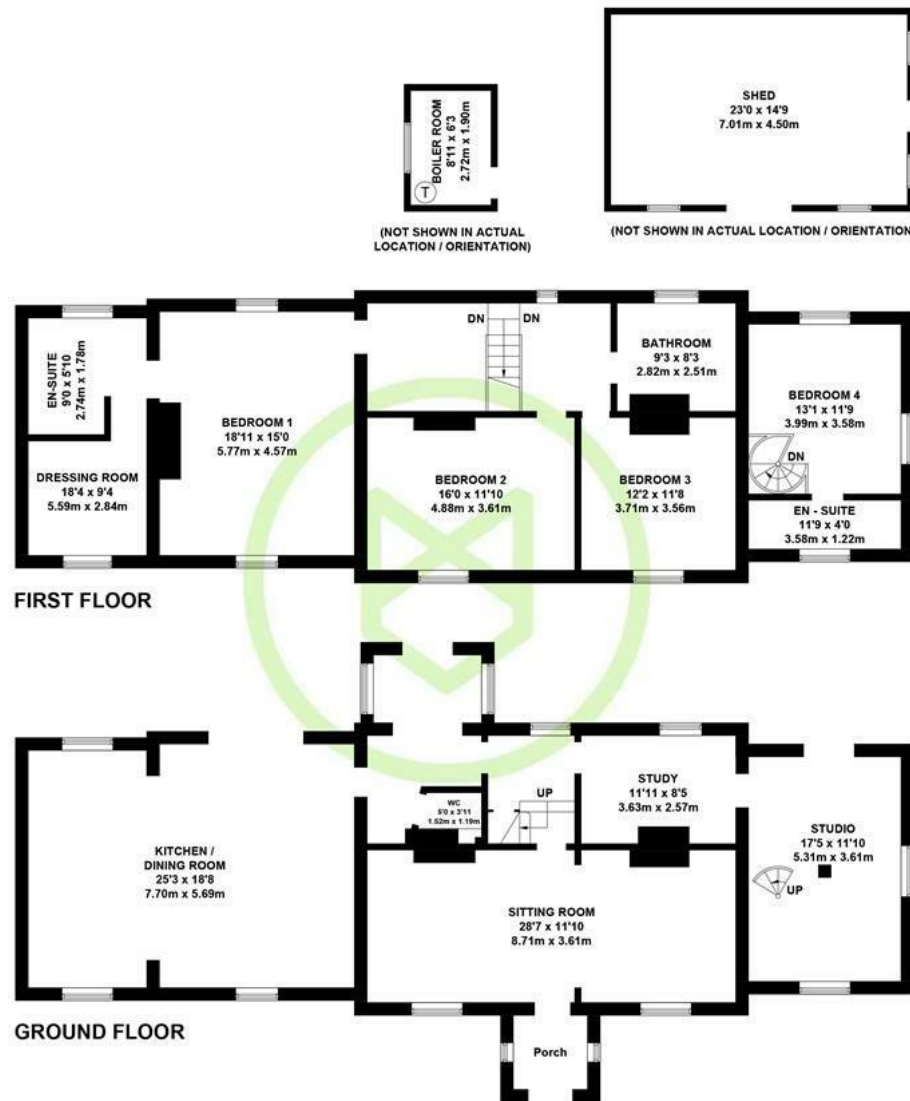 SHED
23'0 x 14'9
7.01m x 4.50m
BOILER ROOM
8'11 x 6'3
2.72m x 1.90m
T
(NOT SHOWN IN ACTUAL
LOCATION / ORIENTATION)
(NOT SHOWN IN ACTUAL LOCATION / ORIENTATION
EN-SUITE
9'0 x 5'10
2.74m x 1.78m
DRESSING ROOM
18'4 x 9'4
5.59m x 2.84m
BEDROOM 1
18'11 x 15'0
5.77m x 4.57m
DN
DN
BATHROOM
9'3 x 8'3
2.82m x 2.51m
BEDROOM 2
16'0 x 11'10
4.88m x 3.61m
BEDROOM 3
12'2 x 11'8
3.71m x 3.56m
BEDROOM 4
13'1 x 11'9
3.99m x 3.58m
DN
EN - SUITE
11'9 x 4'0
3.58m x 1.22m
FIRST FLOOR
KITCHEN /
DINING ROOM
25'3 x 18'8
7.70m x 5.69m
WC
5'0 x 3'11
1.52m x 1.19m
UP
STUDY
11'11 x 8'5
3.63m x 2.57m
STUDIO
17'5 x 11'10
5.31m x 3.61m
UP
SITTING ROOM
28'7 x 11'10
8.71m x 3.61m
GROUND FLOOR
Porch